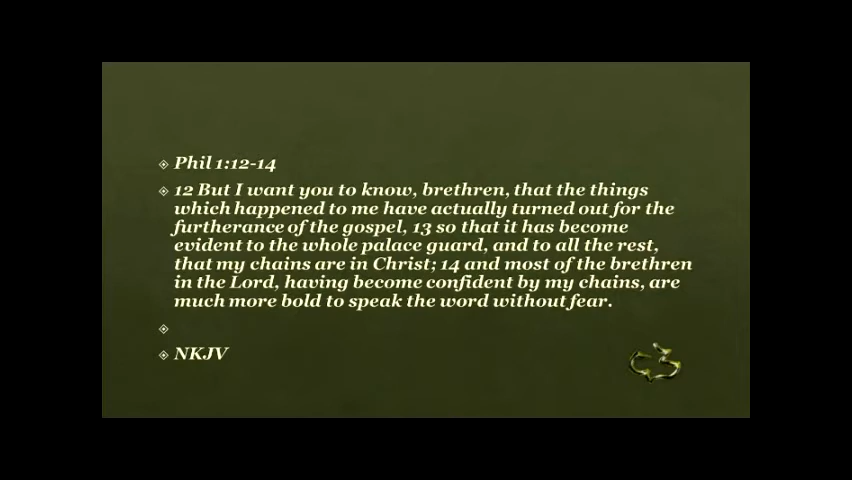 Phil 1:12-14
12 But I want you to know, brethren, that the things
which happened to me have actually turned out for the
furtherance of the gospel, 13 so that it has become
evident to the whole palace guard, and to all the rest,
that my chains are in Christ; 14 and most of the brethren
in the Lord, having become confident by my chains, are
much more bold to speak the word without fear.
NKJV